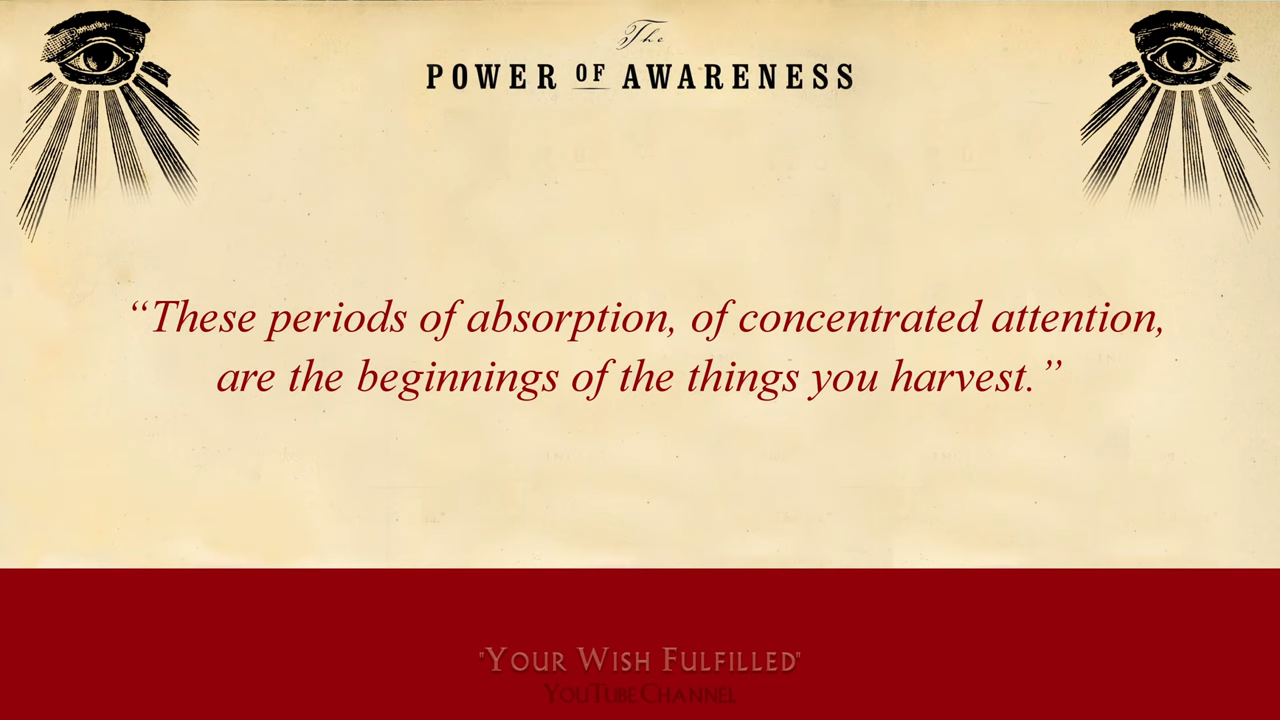 The
POWER OF AWARENESS
“These periods of absorption, of concentrated attention,
are the beginnings of the things you harvest.”
"YOUR WISH FULFILLED"
YOUTUBE CHANNEL